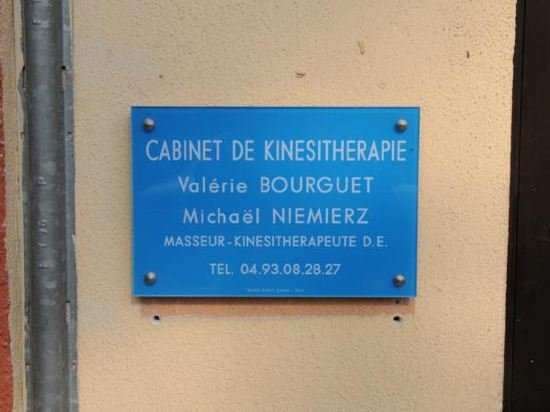 CABINET DE KINESITHERAPIE
Valérie BOURGUET
Michaël NIEMIERZ
MASSEUR-KINESITHERAPEUTE D.E.
TEL. 04.93.08.28.27